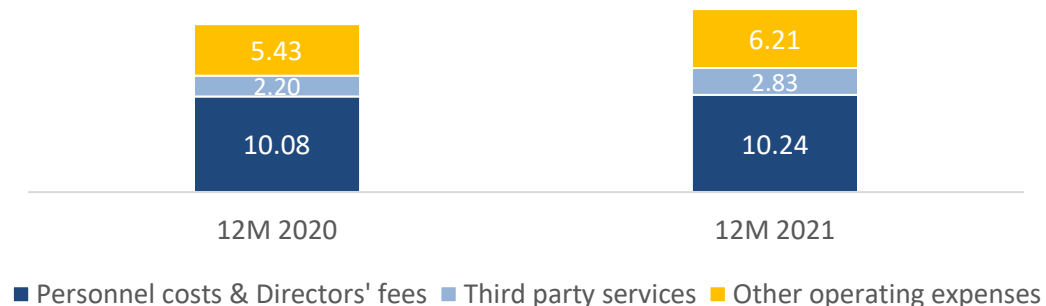 5.43
6.21
2.20
2.83
10.08
10.24
12M 2020
12M 2021
Personnel costs & Directors' fees
Third party services
Other operating expenses